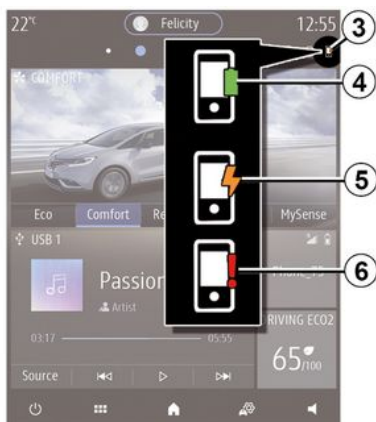 22°C
Felicity
12:55
3
COMFORT
4
Eco
Comfort
Re
MySense
5
USB 1
Passion
Artist
6
03:17
05:55
RIVING ECO2
65/100
Source